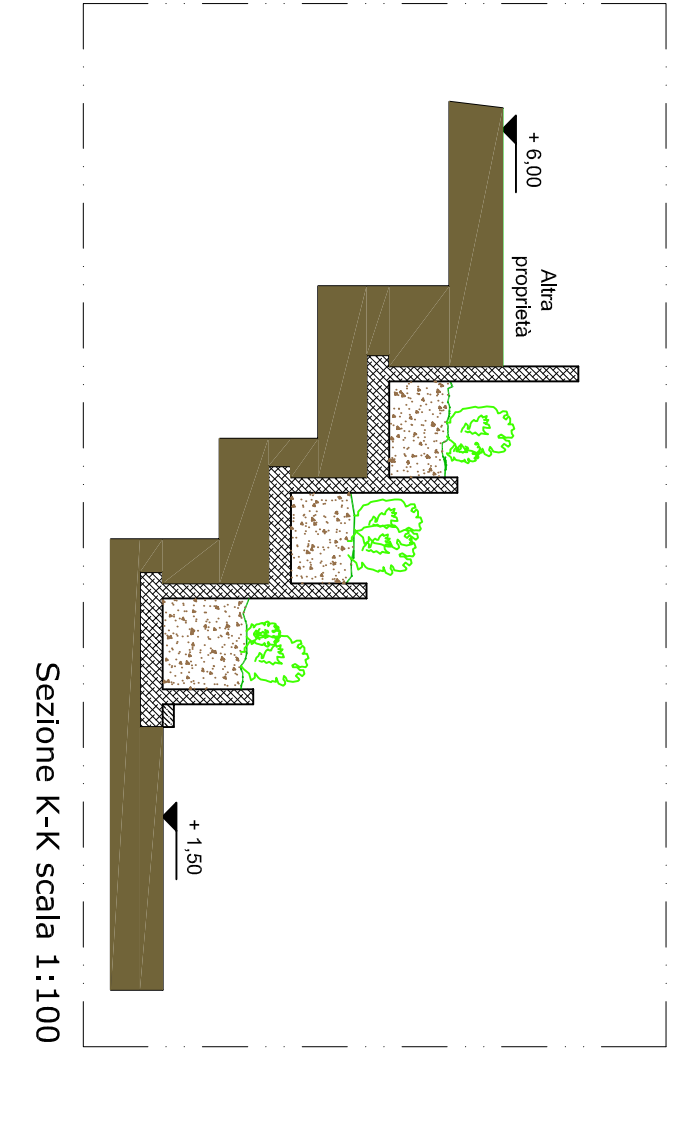 + 6,00
Altra
proprietà
+ 1,50
Sezione K-K scala 1:100